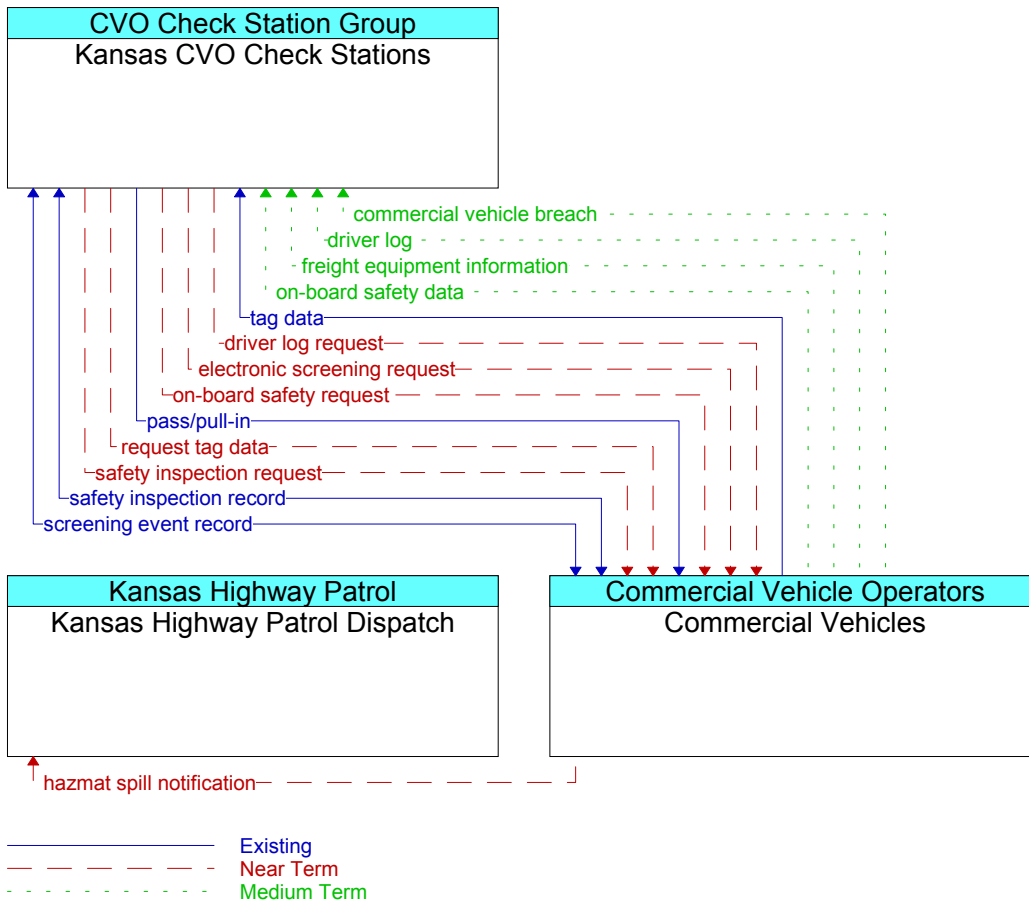 CVO Check Station Group
Kansas CVO Check Stations
commercial vehicle breach
driver log
freight equipment information
on-board safety data
tag data
driver log request
electronic screening request
on-board safety request
pass/pull-in
request tag data
safety inspection request
safety inspection record
screening event record
Kansas Highway Patrol
Kansas Highway Patrol Dispatch
Commercial Vehicle Operators
Commercial Vehicles
hazmat spill notification
Existing
Near Term
Medium Term